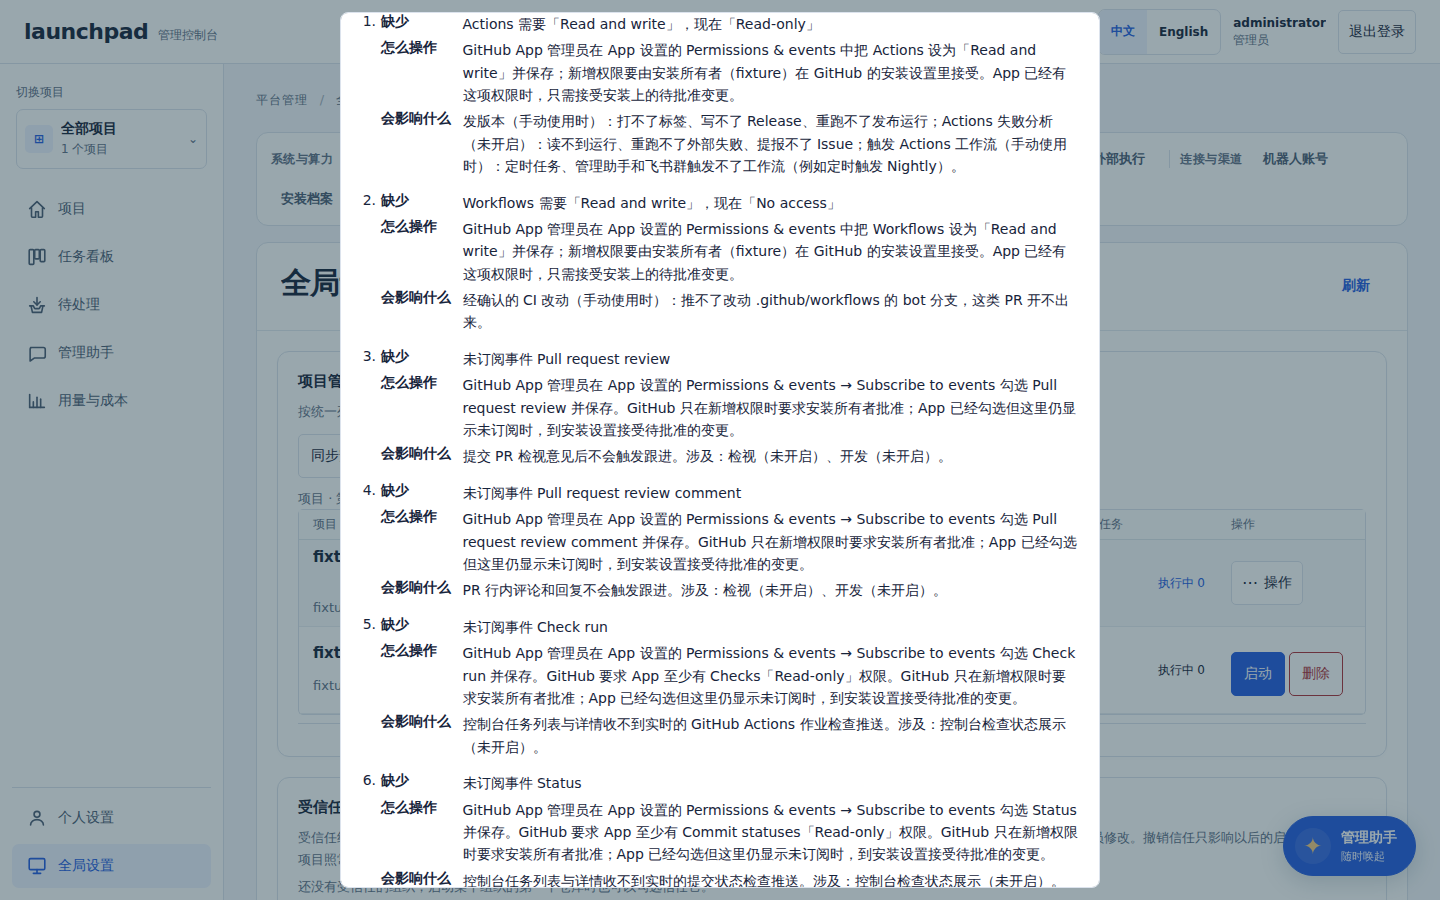 launchpad 管理控制台
中文 English
administrator
管理员
退出登录
切换项目
全部项目
1 个项目
项目
任务看板
待处理
管理助手
用量与成本
个人设置
全局设置
平台管理 /
系统与算力
外部执行
连接与渠道
机器人账号
安装档案
全局
刷新
项目管
按统一
同步
项目
任务
操作
执行中 0
⋯ 操作
执行中 0
启动
删除
受信任
撤销信任只影响以后的启
管理助手
随时唤起
1. 缺少 Actions 需要「Read and write」，现在「Read-only」
怎么操作 GitHub App 管理员在 App 设置的 Permissions & events 中把 Actions 设为「Read and
write」并保存；新增权限要由安装所有者（fixture）在 GitHub 的安装设置里接受。App 已经有
这项权限时，只需接受安装上的待批准变更。
会影响什么 发版本（手动使用时）：打不了标签、写不了 Release、重跑不了发布运行；Actions 失败分析
（未开启）：读不到运行、重跑不了外部失败、提报不了 Issue；触发 Actions 工作流（手动使用
时）：定时任务、管理助手和飞书群触发不了工作流（例如定时触发 Nightly）。
2. 缺少 Workflows 需要「Read and write」，现在「No access」
怎么操作 GitHub App 管理员在 App 设置的 Permissions & events 中把 Workflows 设为「Read and
write」并保存；新增权限要由安装所有者（fixture）在 GitHub 的安装设置里接受。App 已经有
这项权限时，只需接受安装上的待批准变更。
会影响什么 经确认的 CI 改动（手动使用时）：推不了改动 .github/workflows 的 bot 分支，这类 PR 开不出
来。
3. 缺少 未订阅事件 Pull request review
怎么操作 GitHub App 管理员在 App 设置的 Permissions & events → Subscribe to events 勾选 Pull
request review 并保存。GitHub 只在新增权限时要求安装所有者批准；App 已经勾选但这里仍显
示未订阅时，到安装设置接受待批准的变更。
会影响什么 提交 PR 检视意见后不会触发跟进。涉及：检视（未开启）、开发（未开启）。
4. 缺少 未订阅事件 Pull request review comment
怎么操作 GitHub App 管理员在 App 设置的 Permissions & events → Subscribe to events 勾选 Pull
request review comment 并保存。GitHub 只在新增权限时要求安装所有者批准；App 已经勾选
但这里仍显示未订阅时，到安装设置接受待批准的变更。
会影响什么 PR 行内评论和回复不会触发跟进。涉及：检视（未开启）、开发（未开启）。
5. 缺少 未订阅事件 Check run
怎么操作 GitHub App 管理员在 App 设置的 Permissions & events → Subscribe to events 勾选 Check
run 并保存。GitHub 要求 App 至少有 Checks「Read-only」权限。GitHub 只在新增权限时要
求安装所有者批准；App 已经勾选但这里仍显示未订阅时，到安装设置接受待批准的变更。
会影响什么 控制台任务列表与详情收不到实时的 GitHub Actions 作业检查推送。涉及：控制台检查状态展示
（未开启）。
6. 缺少 未订阅事件 Status
怎么操作 GitHub App 管理员在 App 设置的 Permissions & events → Subscribe to events 勾选 Status
并保存。GitHub 要求 App 至少有 Commit statuses「Read-only」权限。GitHub 只在新增权限
时要求安装所有者批准；App 已经勾选但这里仍显示未订阅时，到安装设置接受待批准的变更。
会影响什么 控制台任务列表与详情收不到实时的提交状态检查推送。涉及：控制台检查状态展示（未开启）。